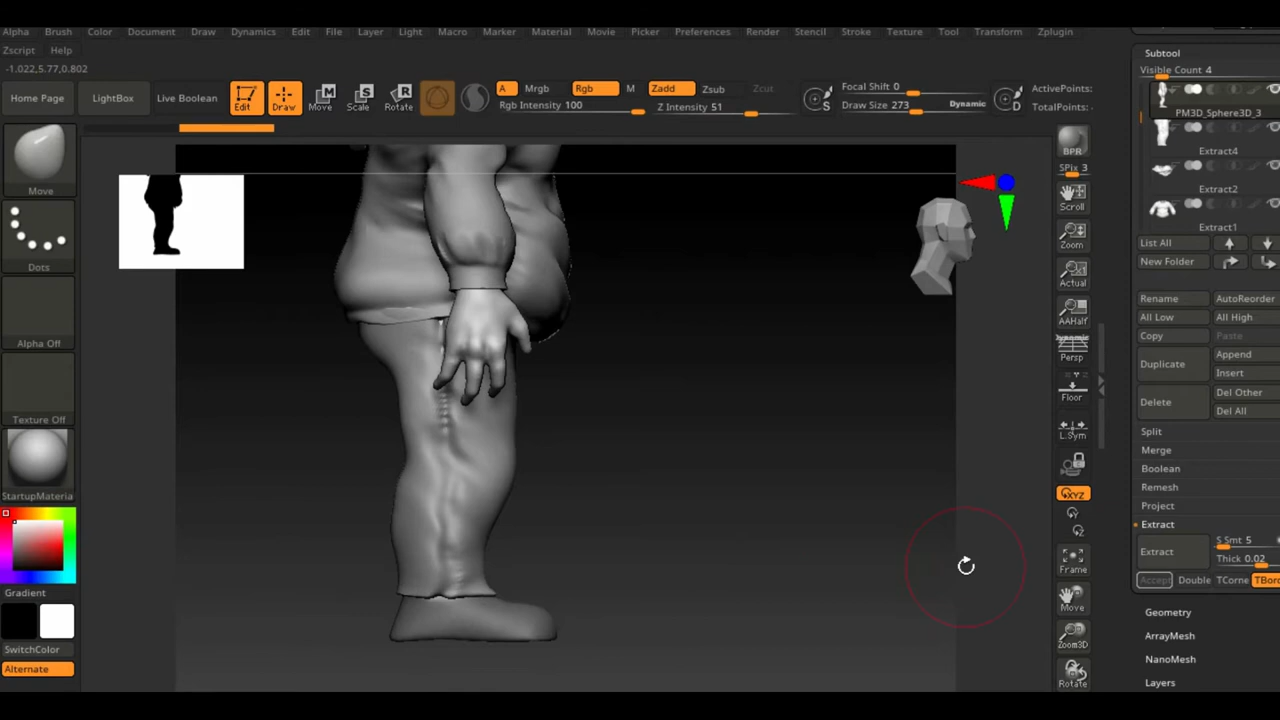 Alpha Brush Color Document Draw Dynamics Edit File Layer Light Macro Marker Material Movie Picker Preferences Render Stencil Stroke Texture Tool Transform Zplugin
Zscript Help
-1.022,5.77,0.802
Home Page
LightBox
Live Boolean
Edit
Draw
Move
Scale
Rotate
A
Mrgb
Rgb
M
Rgb Intensity 100
Zadd
Zsub
Zcut
Z Intensity 51
S
Focal Shift 0
Draw Size 273
Dynamic
D
ActivePoints:
TotalPoints:
Move
Dots
Alpha Off
Texture Off
StartupMateria
Gradient
SwitchColor
Alternate
BPR
SPix 3
Scroll
Zoom
Actual
AAHalf
Dynamic
Persp
Floor
L.Sym
XYZ
Frame
Move
Zoom3D
Rotate
Subtool
Visible Count 4
PM3D_Sphere3D_3
Extract4
Extract2
Extract1
List All
New Folder
Rename AutoReorder
All Low All High
Copy Paste
Duplicate
Append
Insert
Delete
Del Other
Del All
Split
Merge
Boolean
Remesh
Project
Extract
Extract
S Smt 5
Thick 0.02
Accept Double TCorne TBord
Geometry
ArrayMesh
NanoMesh
Layers